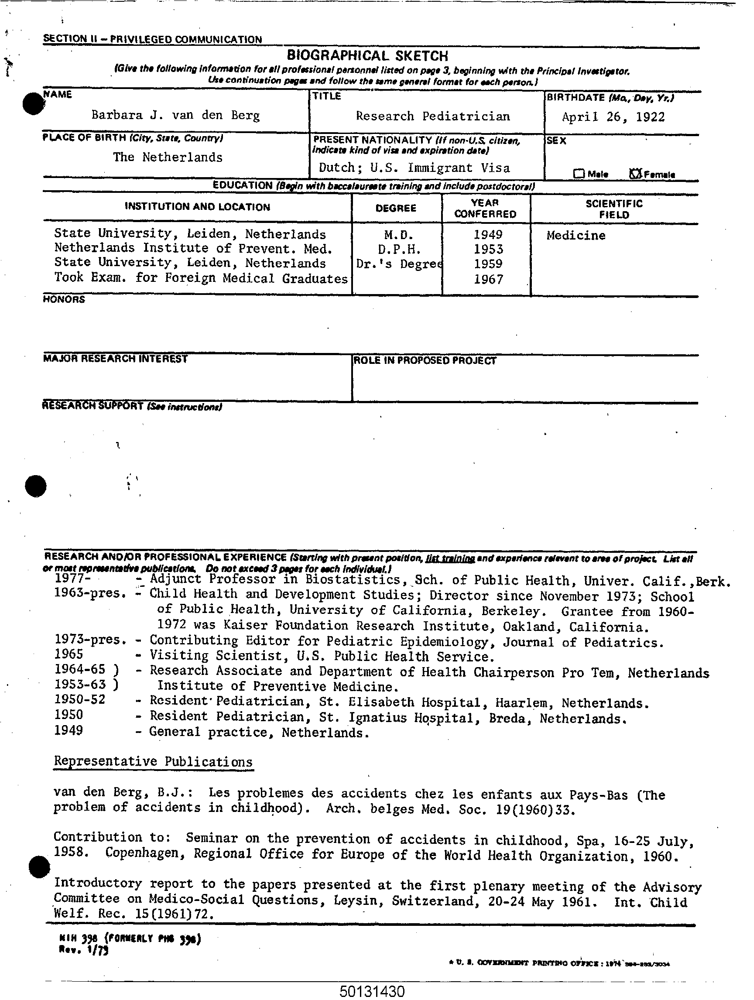 SECTION II – PRIVILEGED COMMUNICATION
BIOGRAPHICAL SKETCH
(Give the following information for all professional personnel listed on page 3, beginning with the Principal Investigator.
Use continuation pages and follow the same general format for each person.)
NAME
Barbara J. van den Berg
TITLE
Research Pediatrician
BIRTHDATE (Mo., Day, Yr.)
April 26, 1922
PLACE OF BIRTH (City, State, Country)
The Netherlands
PRESENT NATIONALITY (If non-U.S. citizen,
indicate kind of visa and expiration date)
Dutch; U.S. Immigrant Visa
SEX
Male Female
EDUCATION (Begin with baccalaureate training and include postdoctoral)
INSTITUTION AND LOCATION DEGREE YEAR CONFERRED SCIENTIFIC FIELD
State University, Leiden, Netherlands M.D. 1949 Medicine
Netherlands Institute of Prevent. Med. D.P.H. 1953
State University, Leiden, Netherlands Dr.'s Degree 1959
Took Exam. for Foreign Medical Graduates 1967
HONORS
MAJOR RESEARCH INTEREST
ROLE IN PROPOSED PROJECT
RESEARCH SUPPORT (See instructions)
RESEARCH AND/OR PROFESSIONAL EXPERIENCE (Starting with present position, list training and experience relevant to area of project. List all
or most representative publications. Do not exceed 3 pages for each individual.)
1977- - Adjunct Professor in Biostatistics, Sch. of Public Health, Univer. Calif.,Berk.
1963-pres. - Child Health and Development Studies; Director since November 1973; School
of Public Health, University of California, Berkeley. Grantee from 1960-
1972 was Kaiser Foundation Research Institute, Oakland, California.
1973-pres. - Contributing Editor for Pediatric Epidemiology, Journal of Pediatrics.
1965 - Visiting Scientist, U.S. Public Health Service.
1964-65 ) - Research Associate and Department of Health Chairperson Pro Tem, Netherlands
1953-63 ) Institute of Preventive Medicine.
1950-52 - Resident Pediatrician, St. Elisabeth Hospital, Haarlem, Netherlands.
1950 - Resident Pediatrician, St. Ignatius Hospital, Breda, Netherlands.
1949 - General practice, Netherlands.
Representative Publications
van den Berg, B.J.: Les problemes des accidents chez les enfants aux Pays-Bas (The
problem of accidents in childhood). Arch. belges Med. Soc. 19(1960)33.
Contribution to: Seminar on the prevention of accidents in childhood, Spa, 16-25 July,
1958. Copenhagen, Regional Office for Europe of the World Health Organization, 1960.
Introductory report to the papers presented at the first plenary meeting of the Advisory
Committee on Medico-Social Questions, Leysin, Switzerland, 20-24 May 1961. Int. Child
Welf. Rec. 15(1961)72.
NIH 398 (FORMERLY PHS 398)
Rev. 1/73
U. S. GOVERNMENT PRINTING OFFICE : 1974
50131430